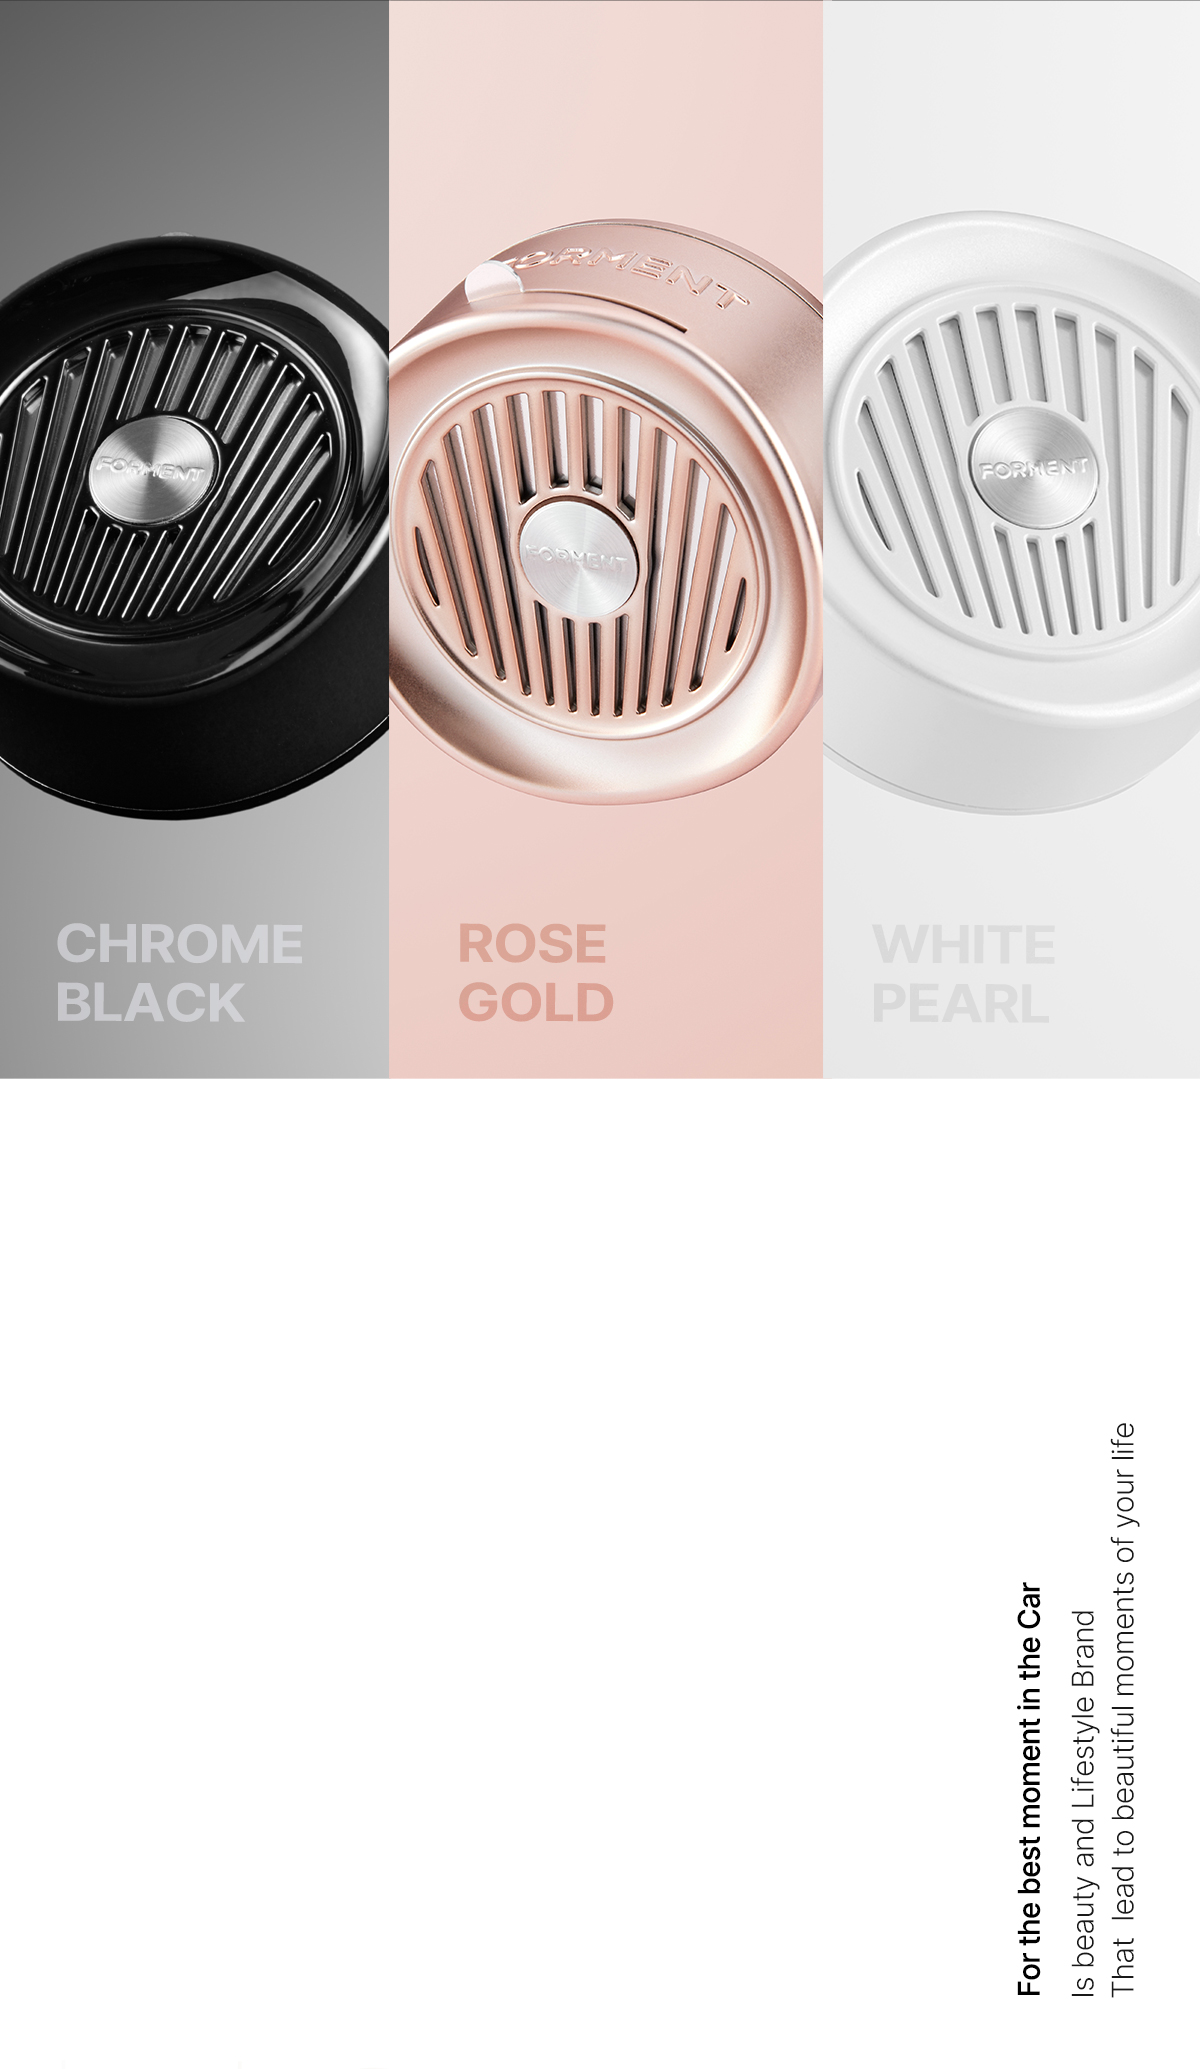 FORMENT
FORMENT
FORMENT
FORMENT
CHROME
BLACK
ROSE
GOLD
WHITE
PEARL
For the best moment in the Car
Is beauty and Lifestyle Brand
That lead to beautiful moments of your life